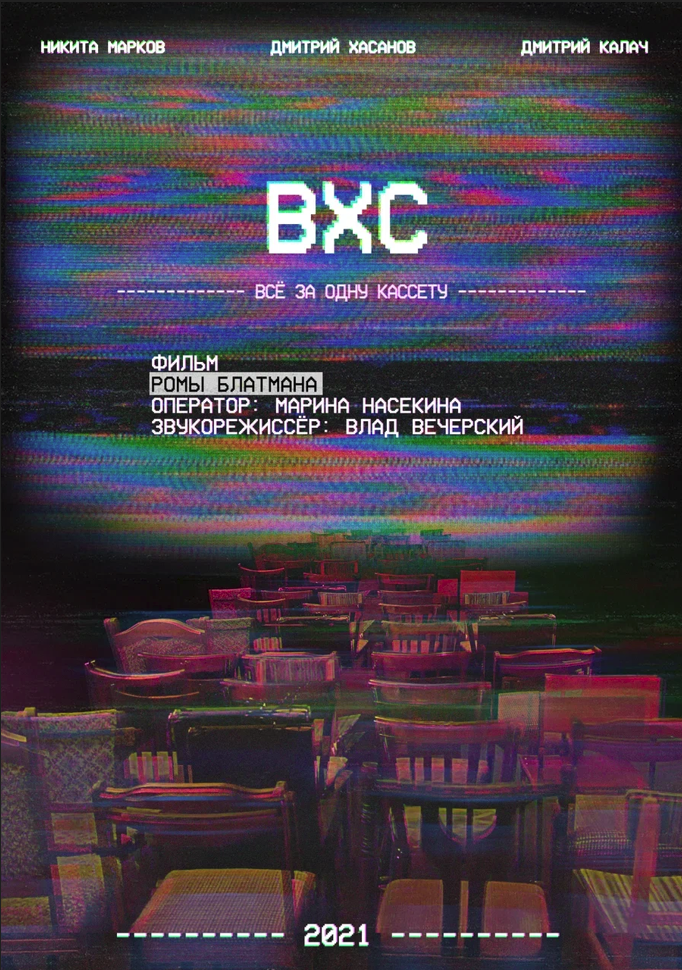 НИКИТА МАРКОВ ДМИТРИЙ ХАСАНОВ ДМИТРИЙ КАЛАЧ
ВХС
------------- ВСЁ ЗА ОДНУ КАССЕТУ -------------
ФИЛЬМ
РОМЫ БЛАТМАНА
ОПЕРАТОР: МАРИНА НАСЕКИНА
ЗВУКОРЕЖИССЁР: ВЛАД ВЕЧЕРСКИЙ
---------- 2021 ----------